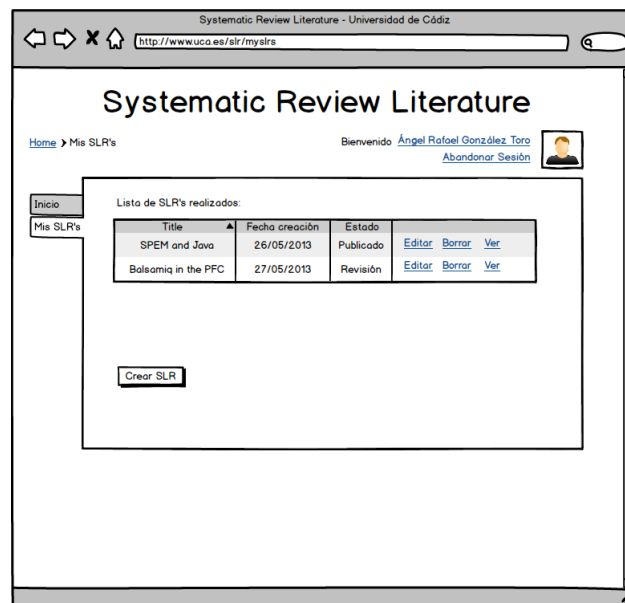 Systematic Review Literature - Universidad de Cádiz
http://www.uca.es/slr/myslrs
Systematic Review Literature
Home > Mis SLR's
Bienvenido Ángel Rafael González Toro
Abandonar Sesión
Inicio
Mis SLR's
Lista de SLR's realizados:
Title Fecha creación Estado
SPEM and Java 26/05/2013 Publicado Editar Borrar Ver
Balsamiq in the PFC 27/05/2013 Revisión Editar Borrar Ver
Crear SLR